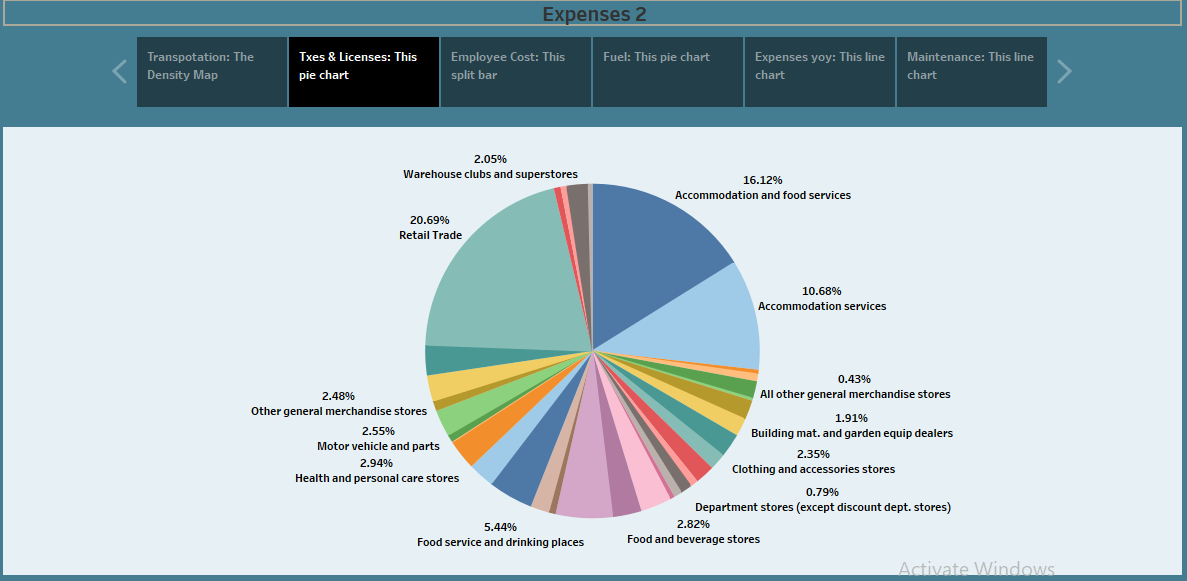 Expenses 2
Transpotation: The
Density Map
Txes & Licenses: This
pie chart
Employee Cost: This
split bar
Fuel: This pie chart
Expenses yoy: This line
chart
Maintenance: This line
chart
2.05%
Warehouse clubs and superstores
16.12%
Accommodation and food services
20.69%
Retail Trade
10.68%
Accommodation services
0.43%
All other general merchandise stores
2.48%
Other general merchandise stores
1.91%
Building mat. and garden equip dealers
2.55%
Motor vehicle and parts
2.35%
Clothing and accessories stores
2.94%
Health and personal care stores
0.79%
Department stores (except discount dept. stores)
5.44%
Food service and drinking places
2.82%
Food and beverage stores
Activate Windows